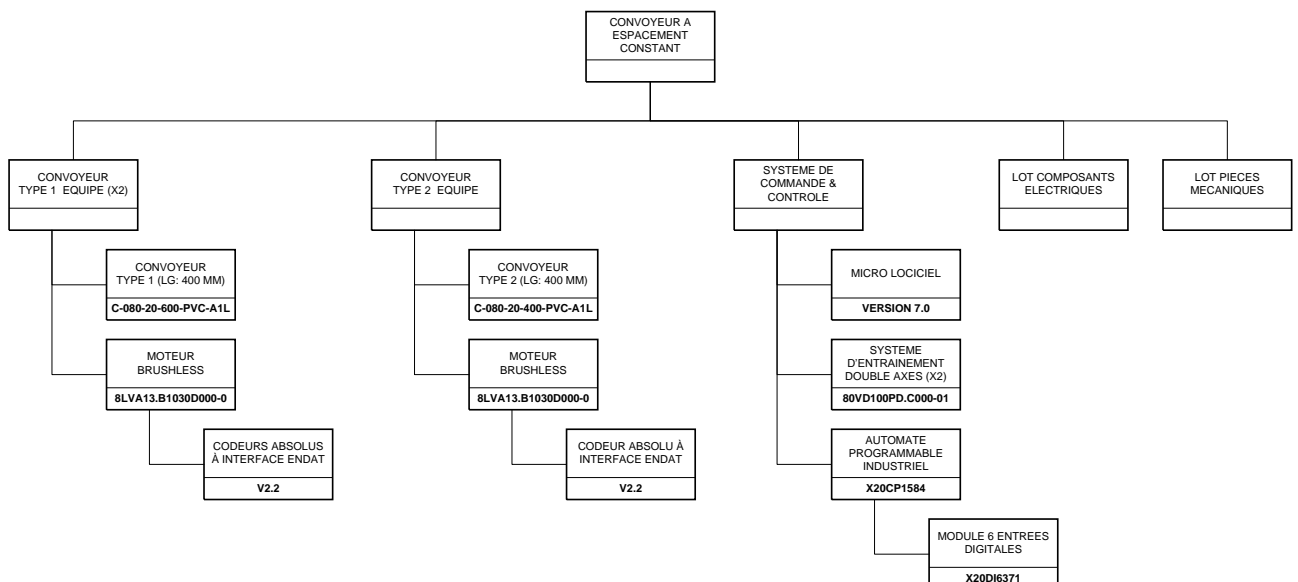 CONVOYEUR A
ESPACEMENT
CONSTANT
CONVOYEUR
TYPE 1 EQUIPE (X2)
CONVOYEUR
TYPE 2 EQUIPE
SYSTEME DE
COMMANDE &
CONTROLE
LOT COMPOSANTS
ELECTRIQUES
LOT PIECES
MECANIQUES
CONVOYEUR
TYPE 1 (LG: 400 MM)
C-080-20-600-PVC-A1L
MOTEUR
BRUSHLESS
8LVA13.B1030D000-0
CODEURS ABSOLUS
À INTERFACE ENDAT
V2.2
CONVOYEUR
TYPE 2 (LG: 400 MM)
C-080-20-400-PVC-A1L
MOTEUR
BRUSHLESS
8LVA13.B1030D000-0
CODEUR ABSOLU À
INTERFACE ENDAT
V2.2
MICRO LOCICIEL
VERSION 7.0
SYSTEME
D'ENTRAINEMENT
DOUBLE AXES (X2)
80VD100PD.C000-01
AUTOMATE
PROGRAMMABLE
INDUSTRIEL
X20CP1584
MODULE 6 ENTREES
DIGITALES
X20DI6371